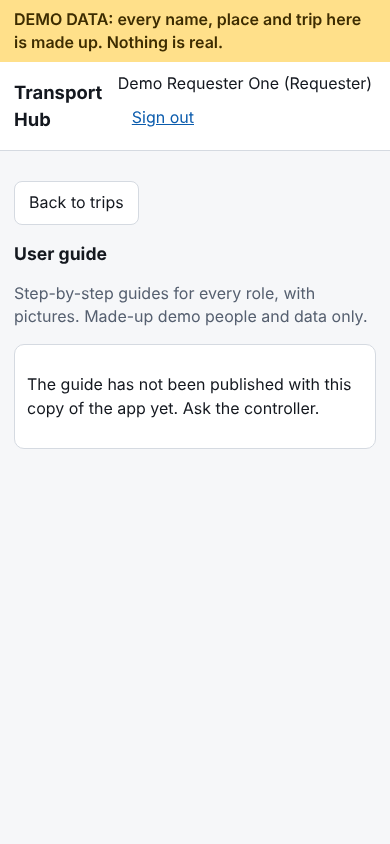 DEMO DATA: every name, place and trip here
is made up. Nothing is real.
Transport
Hub
Demo Requester One (Requester)
Sign out
Back to trips
User guide
Step-by-step guides for every role, with
pictures. Made-up demo people and data only.
The guide has not been published with this
copy of the app yet. Ask the controller.